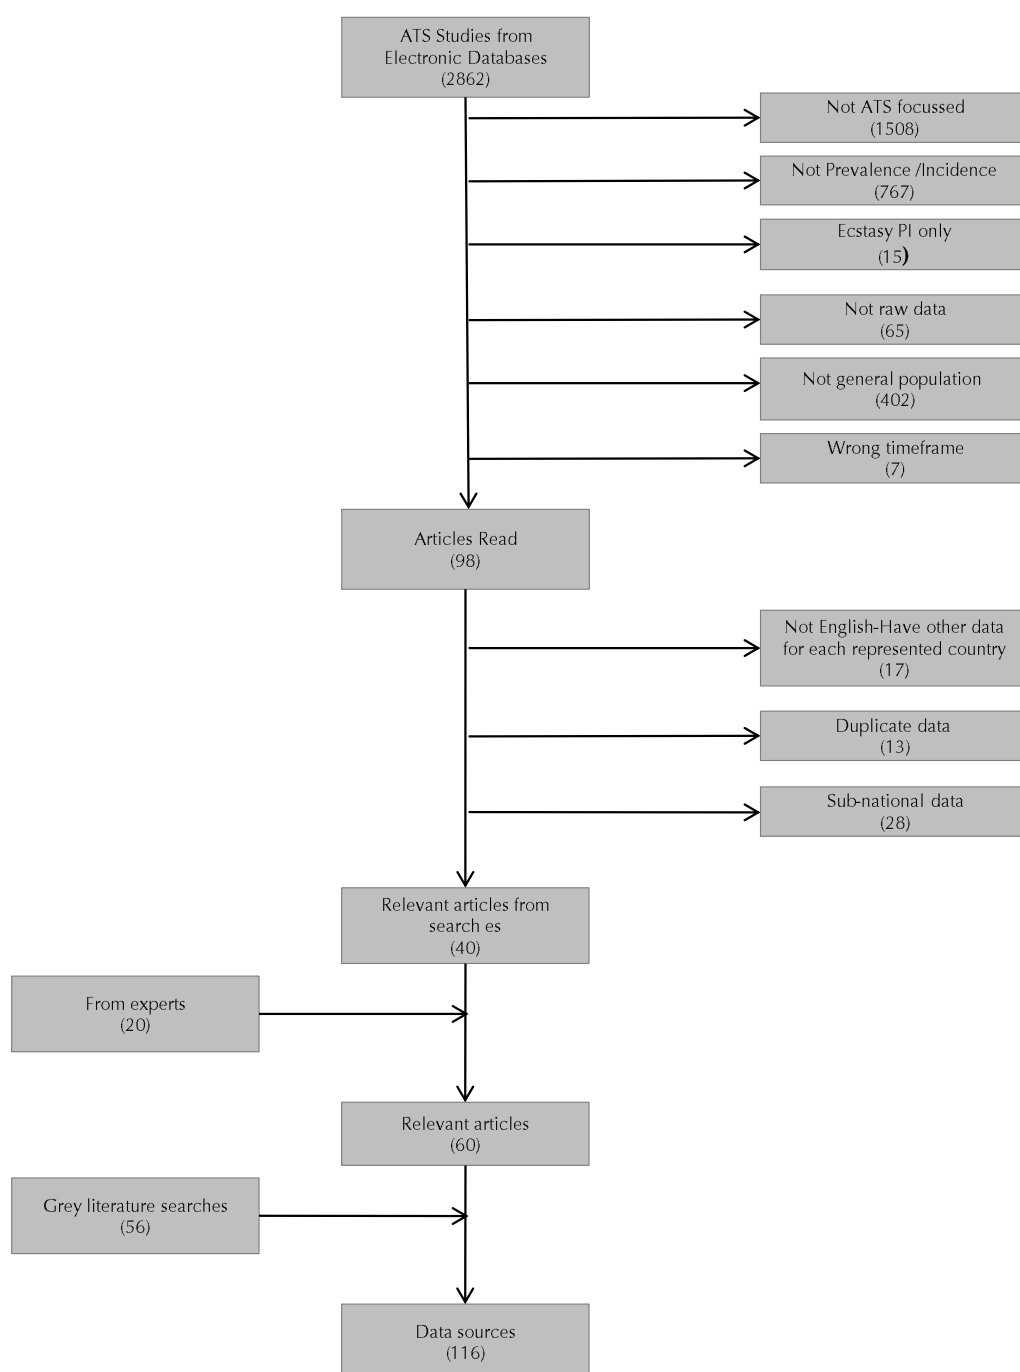 ATS Studies from
Electronic Databases
(2862)
Not ATS focussed
(1508)
Not Prevalence /Incidence
(767)
Ecstasy PI only
(15)
Not raw data
(65)
Not general population
(402)
Wrong timeframe
(7)
Articles Read
(98)
Not English-Have other data
for each represented country
(17)
Duplicate data
(13)
Sub-national data
(28)
Relevant articles from
search es
(40)
From experts
(20)
Relevant articles
(60)
Grey literature searches
(56)
Data sources
(116)